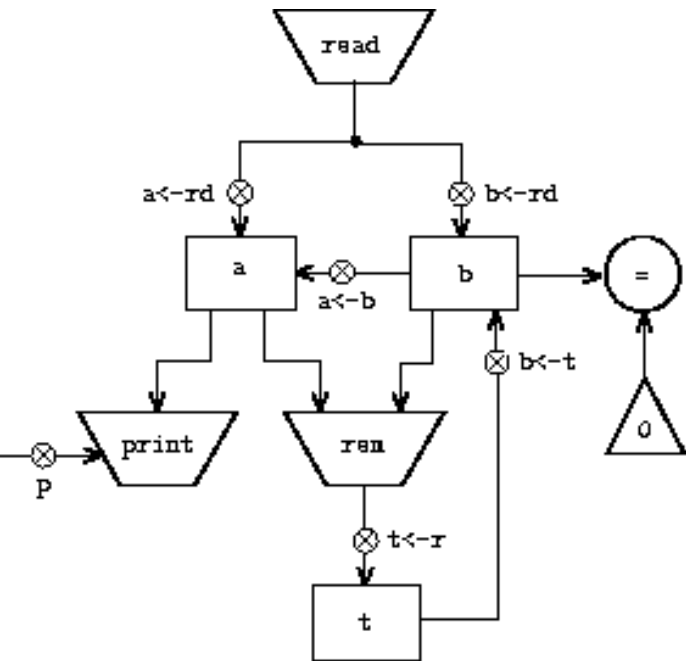 read
a<-rd
b<-rd
a
b
=
a<-b
b<-t
print
rem
0
P
t<-r
t